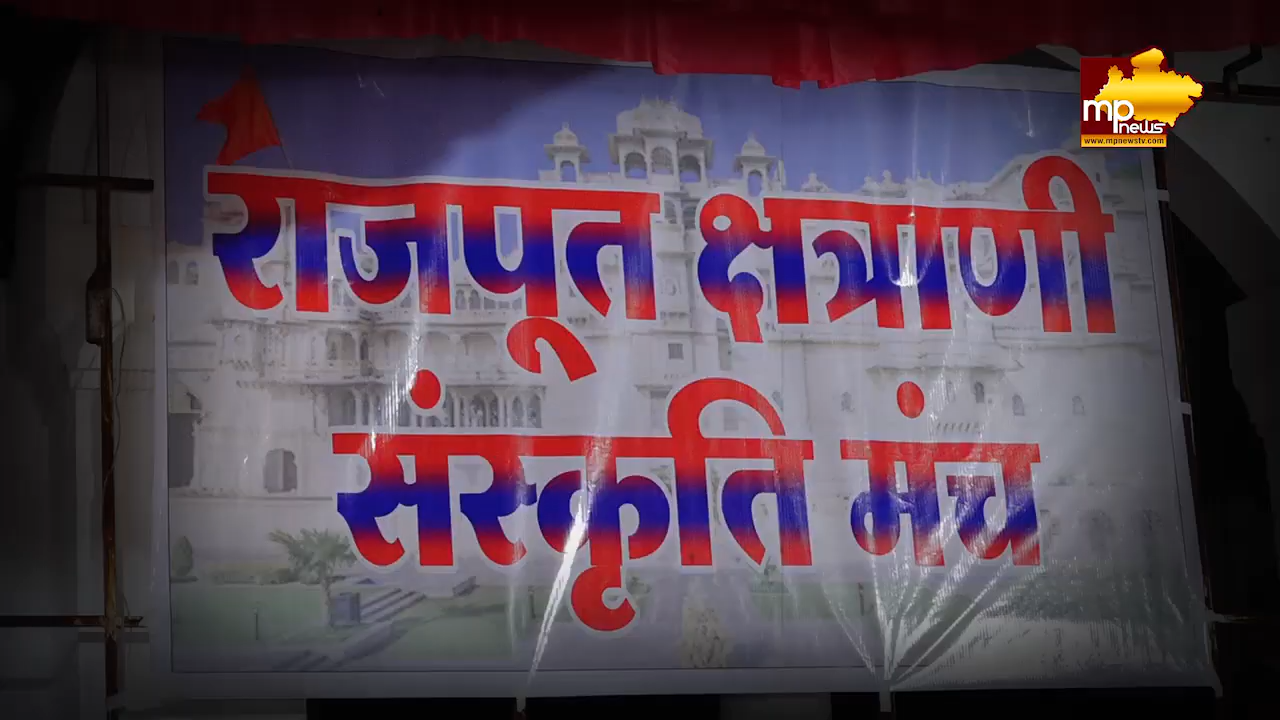 राजपूत क्षत्राणी
संस्कृति मंच
mp
news
www.mpnewstv.com